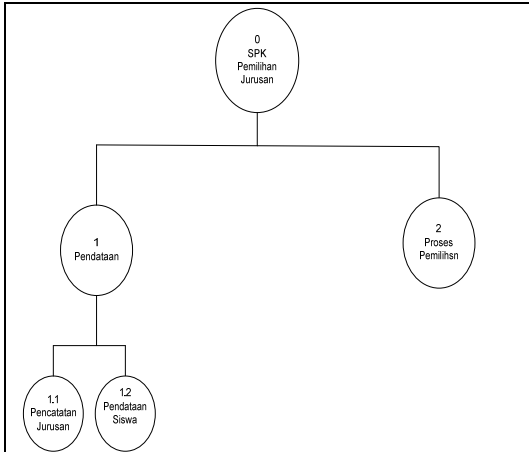 0
SPK
Pemilihan
Jurusan
1
Pendataan
2
Proses
Pemilihsn
1.1
Pencatatan
Jurusan
1.2
Pendataan
Siswa